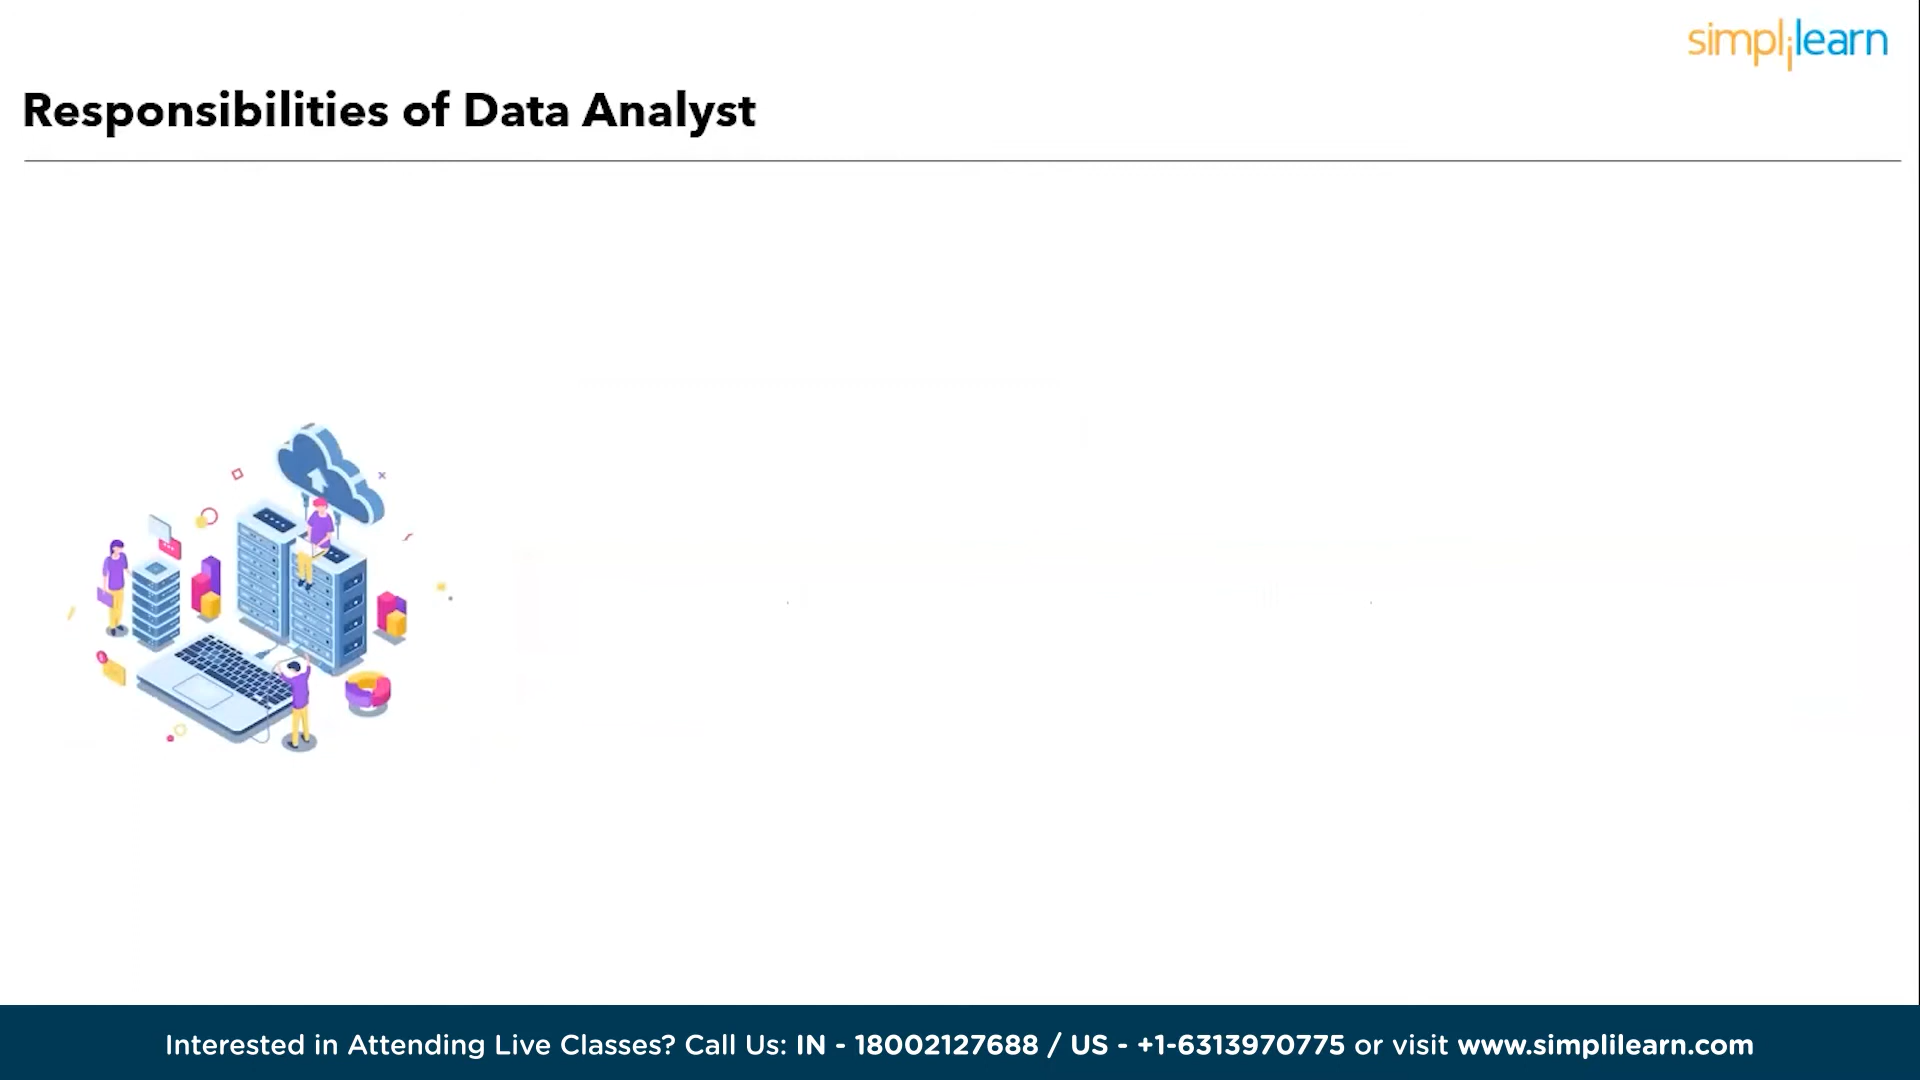 simplilearn
Responsibilities of Data Analyst
Interested in Attending Live Classes? Call Us: IN - 18002127688 / US - +1-6313970775 or visit www.simplilearn.com